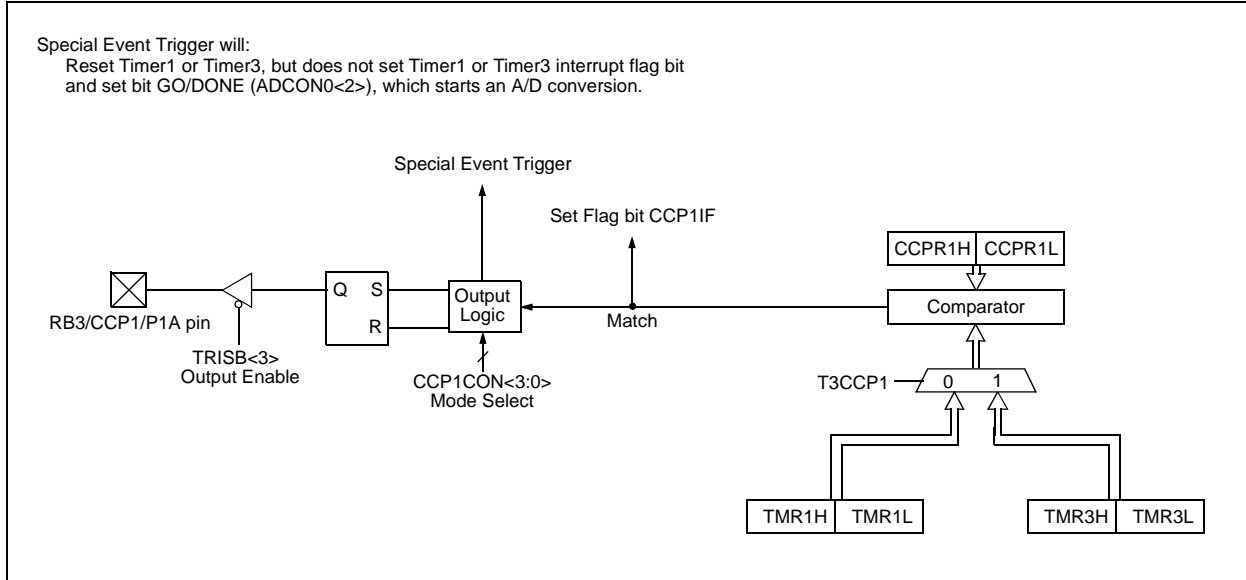 Special Event Trigger will:
Reset Timer1 or Timer3, but does not set Timer1 or Timer3 interrupt flag bit
and set bit GO/DONE (ADCON0<2>), which starts an A/D conversion.
Special Event Trigger
Set Flag bit CCP1IF
CCPR1H CCPR1L
Q S
R
Output
Logic
Comparator
RB3/CCP1/P1A pin
Match
TRISB<3>
Output Enable
CCP1CON<3:0>
Mode Select
T3CCP1
0 1
TMR1H TMR1L
TMR3H TMR3L